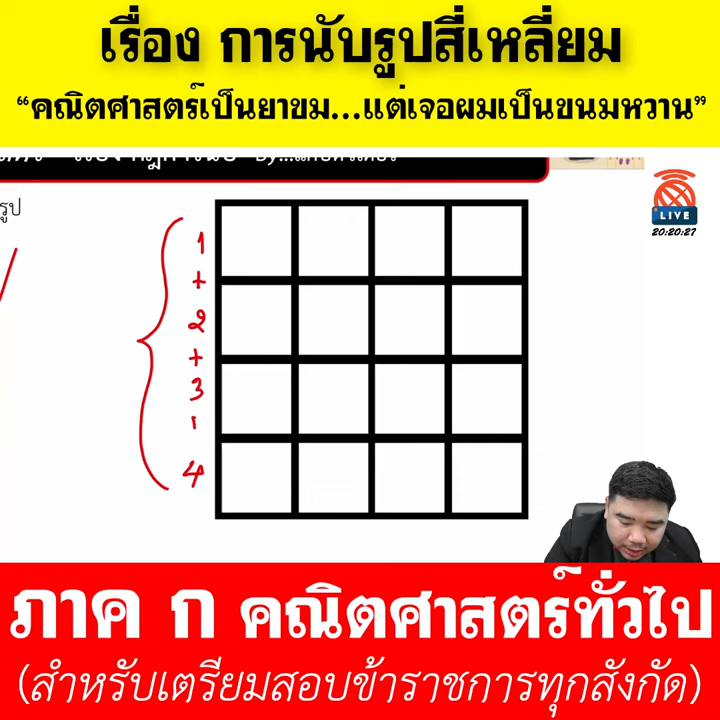 เรื่อง การนับรูปสี่เหลี่ยม
“คณิตศาสตร์เป็นยาขม...แต่เจอผมเป็นขนมหวาน”
รูป
LIVE
20:20:27
1
+
2
+
3
4
ภาค ก คณิตศาสตร์ทั่วไป
(สำหรับเตรียมสอบข้าราชการทุกสังกัด)